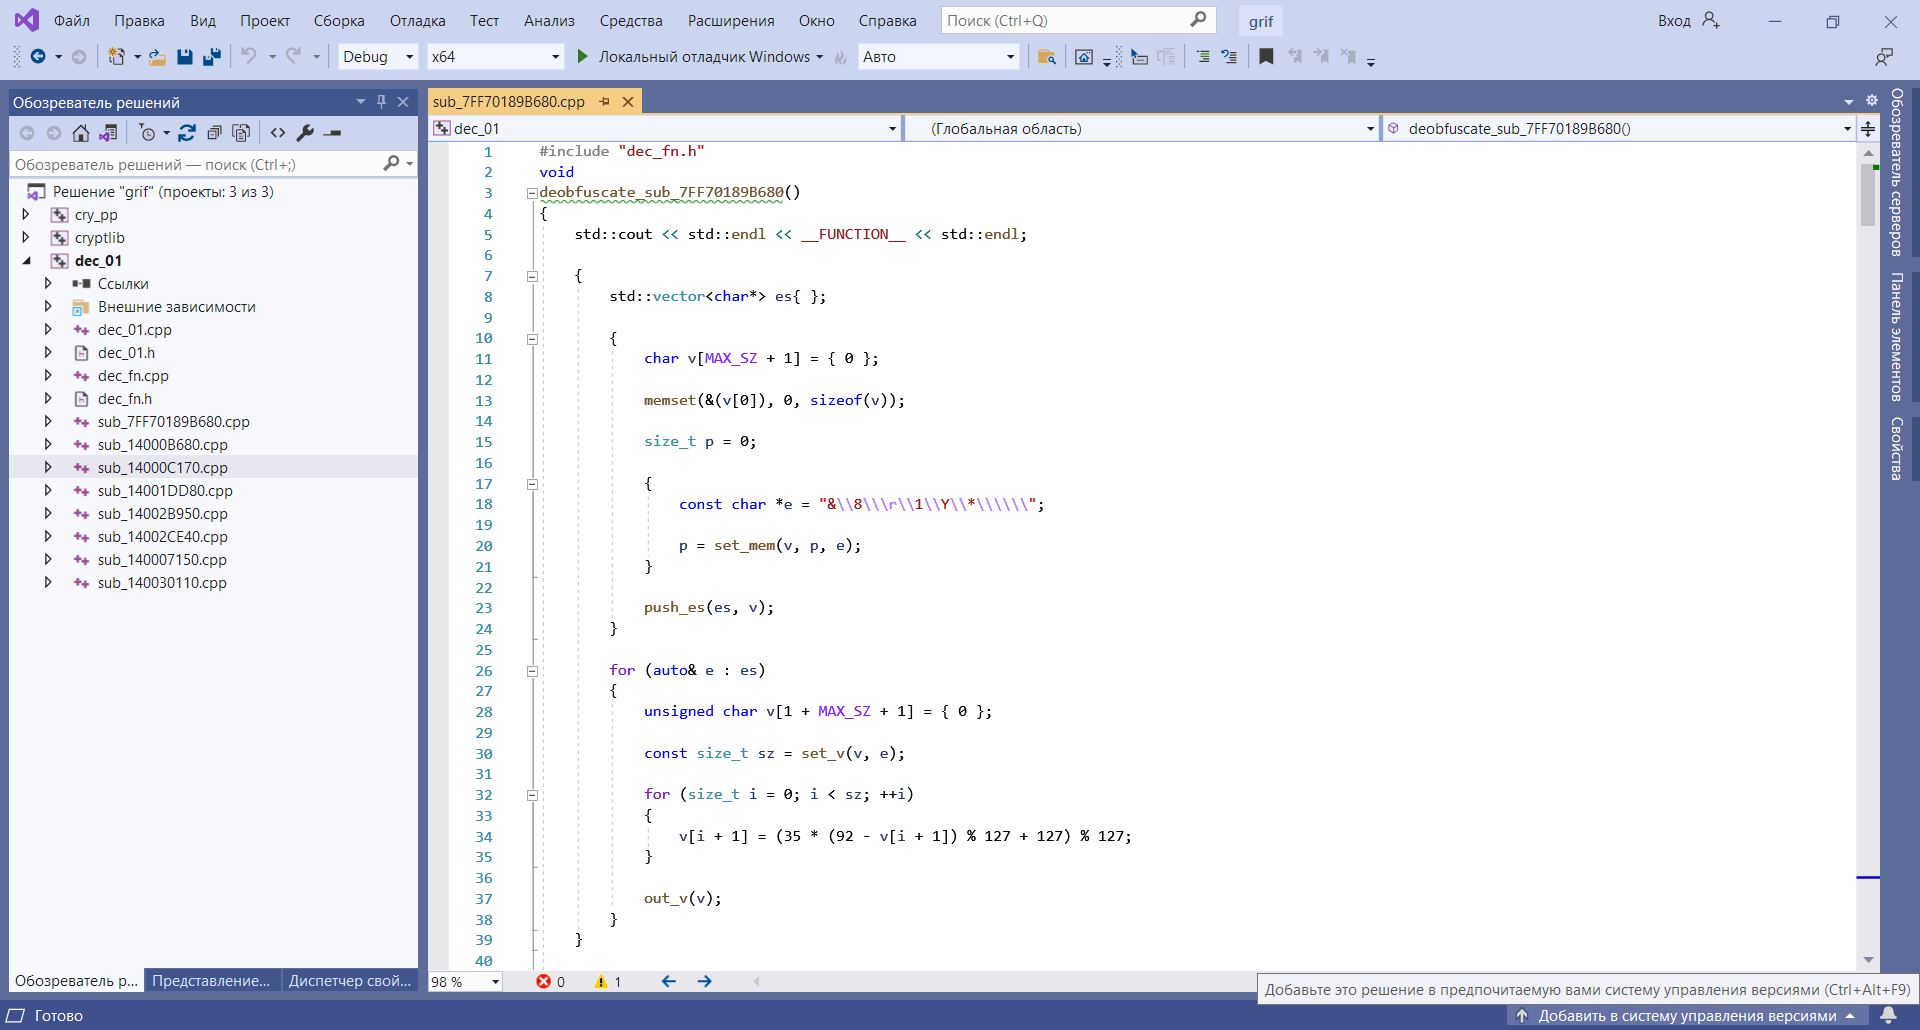 Файл Правка Вид Проект Сборка Отладка Тест Анализ Средства Расширения Окно Справка Поиск (Ctrl+Q) grif Вход
Debug x64 Локальный отладчик Windows Авто
Обозреватель решений
Обозреватель решений — поиск (Ctrl+;)
Решение "grif" (проекты: 3 из 3)
cry_pp
cryptlib
dec_01
Ссылки
Внешние зависимости
dec_01.cpp
dec_01.h
dec_fn.cpp
dec_fn.h
sub_7FF70189B680.cpp
sub_14000B680.cpp
sub_14000C170.cpp
sub_14001DD80.cpp
sub_14002B950.cpp
sub_14002CE40.cpp
sub_140007150.cpp
sub_140030110.cpp
Обозреватель р... Представление... Диспетчер свой...
sub_7FF70189B680.cpp
dec_01 (Глобальная область) deobfuscate_sub_7FF70189B680()
1 #include "dec_fn.h"
2 void
3 deobfuscate_sub_7FF70189B680()
4 {
5 std::cout << std::endl << __FUNCTION__ << std::endl;
6
7 {
8 std::vector<char*> es{ };
9
10 {
11 char v[MAX_SZ + 1] = { 0 };
12
13 memset(&(v[0]), 0, sizeof(v));
14
15 size_t p = 0;
16
17 {
18 const char *e = "&\\8\\\r\\1\\Y\\*\\\\\\";
19
20 p = set_mem(v, p, e);
21 }
22
23 push_es(es, v);
24 }
25
26 for (auto& e : es)
27 {
28 unsigned char v[1 + MAX_SZ + 1] = { 0 };
29
30 const size_t sz = set_v(v, e);
31
32 for (size_t i = 0; i < sz; ++i)
33 {
34 v[i + 1] = (35 * (92 - v[i + 1]) % 127 + 127) % 127;
35 }
36
37 out_v(v);
38 }
39 }
40
98 % 0 1
Обозреватель серверов
Панель элементов
Свойства
Добавьте это решение в предпочитаемую вами систему управления версиями (Ctrl+Alt+F9)
Готово Добавить в систему управления версиями